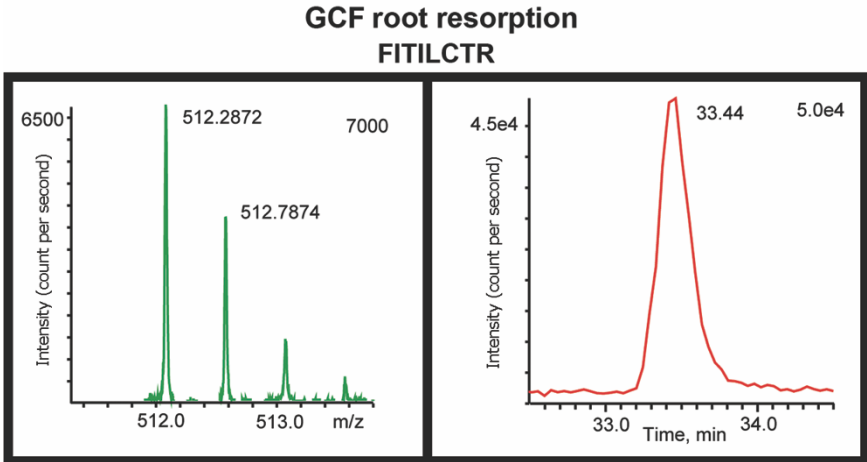 GCF root resorption
FITILCTR
6500
512.2872
7000
512.7874
Intensity (count per second)
512.0
513.0
m/z
4.5e4
33.44
5.0e4
Intensity (count per second)
33.0
34.0
Time, min